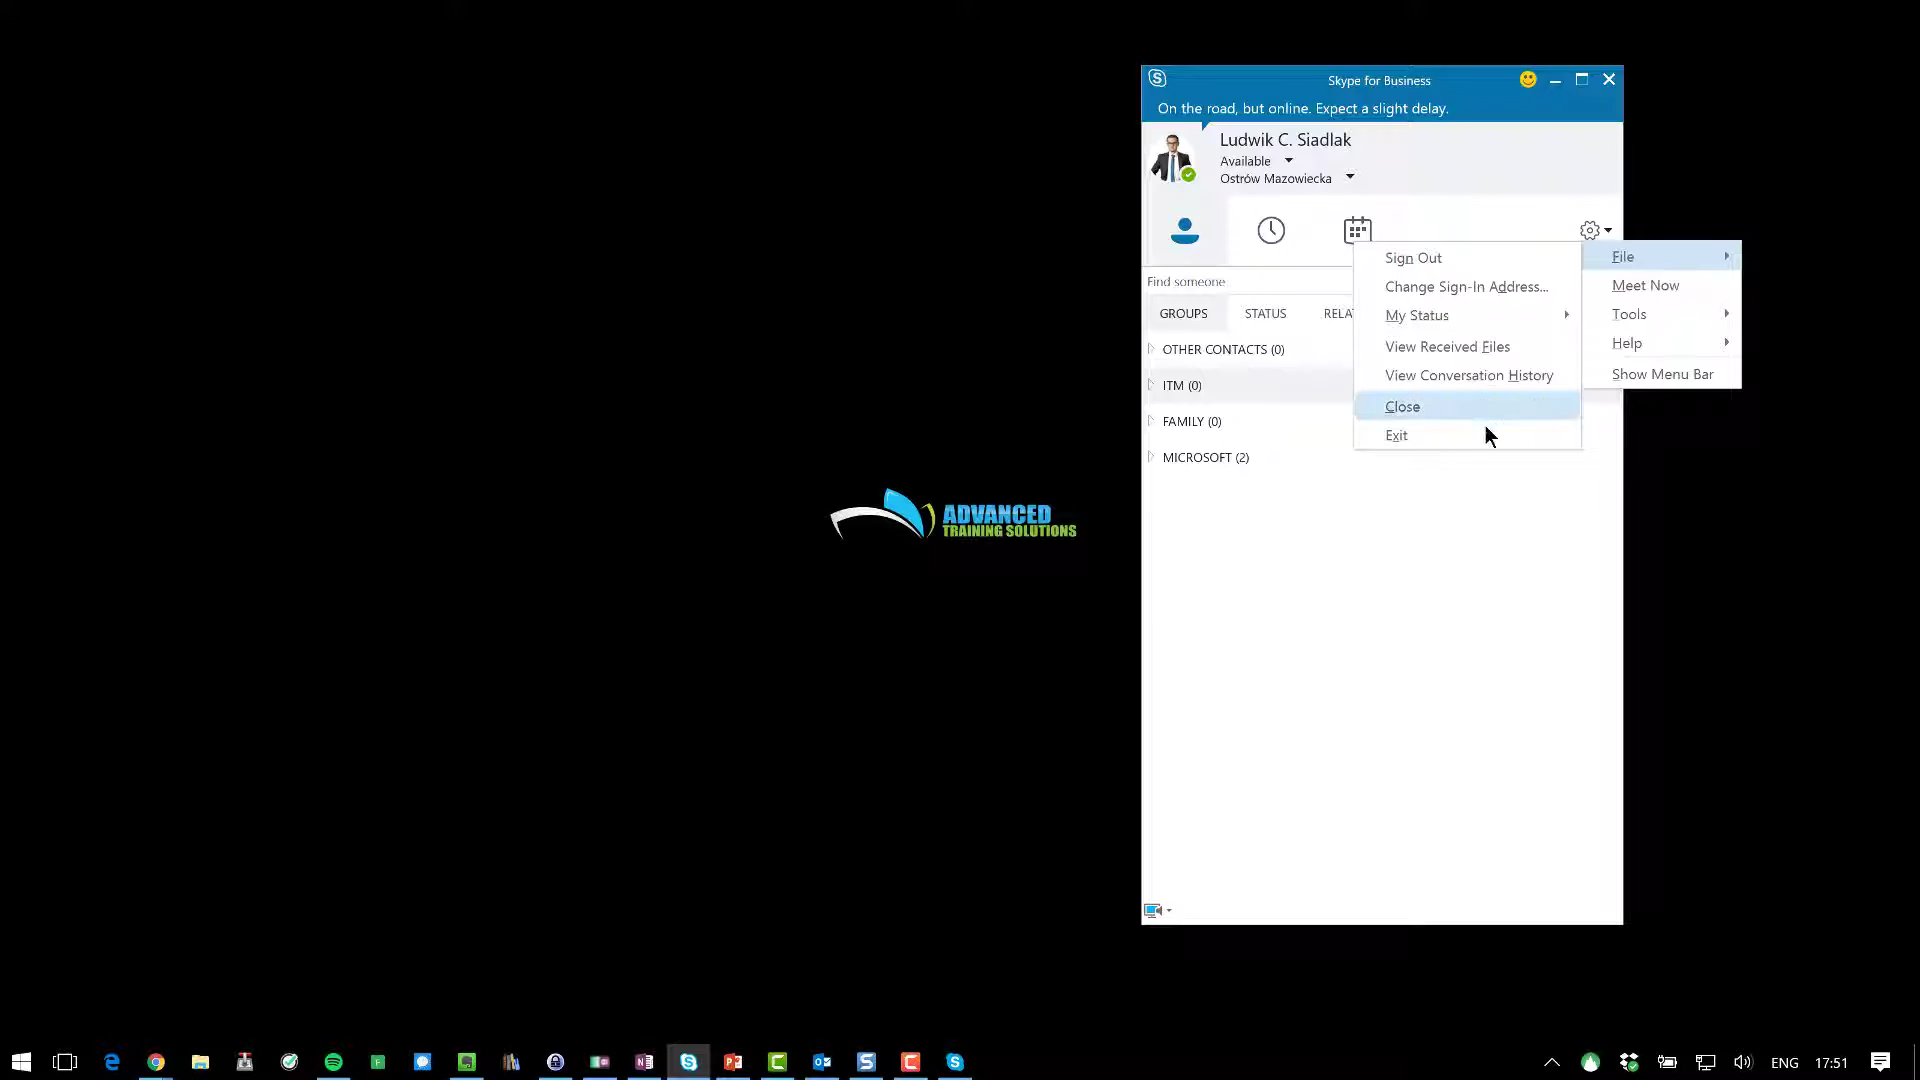 Skype for Business
On the road, but online. Expect a slight delay.
Ludwik C. Siadlak
Available
Ostrów Mazowiecka
Find someone
GROUPS
STATUS
RELAT
OTHER CONTACTS (0)
ITM (0)
FAMILY (0)
MICROSOFT (2)
Sign Out
Change Sign-In Address...
My Status
View Received Files
View Conversation History
Close
Exit
File
Meet Now
Tools
Help
Show Menu Bar
ADVANCED
TRAINING SOLUTIONS
ENG
17:51